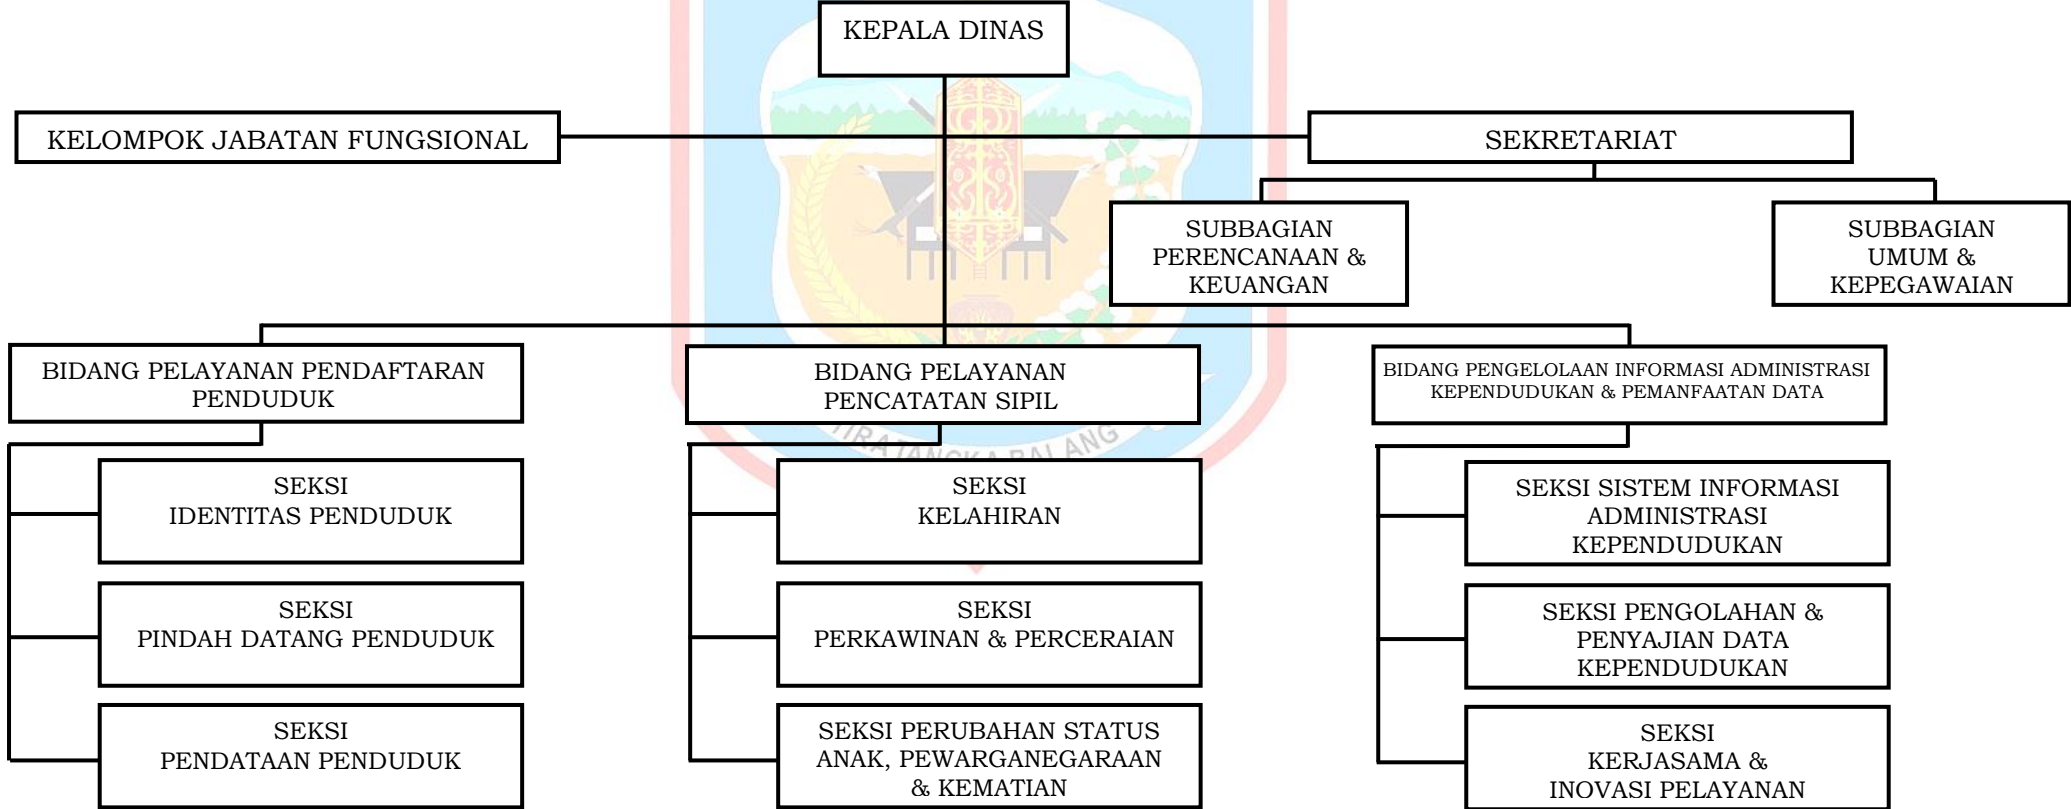 KEPALA DINAS
KELOMPOK JABATAN FUNGSIONAL
SEKRETARIAT
SUBBAGIAN
PERENCANAAN &
KEUANGAN
SUBBAGIAN
UMUM &
KEPEGAWAIAN
BIDANG PELAYANAN PENDAFTARAN
PENDUDUK
BIDANG PELAYANAN
PENCATATAN SIPIL
BIDANG PENGELOLAAN INFORMASI ADMINISTRASI
KEPENDUDUKAN & PEMANFAATAN DATA
SEKSI
IDENTITAS PENDUDUK
SEKSI
PINDAH DATANG PENDUDUK
SEKSI
PENDATAAN PENDUDUK
SEKSI
KELAHIRAN
SEKSI
PERKAWINAN & PERCERAIAN
SEKSI PERUBAHAN STATUS
ANAK, PEWARGANEGARAAN
& KEMATIAN
SEKSI SISTEM INFORMASI
ADMINISTRASI
KEPENDUDUKAN
SEKSI PENGOLAHAN &
PENYAJIAN DATA
KEPENDUDUKAN
SEKSI
KERJASAMA &
INOVASI PELAYANAN
TIRA TANGKA BALANG